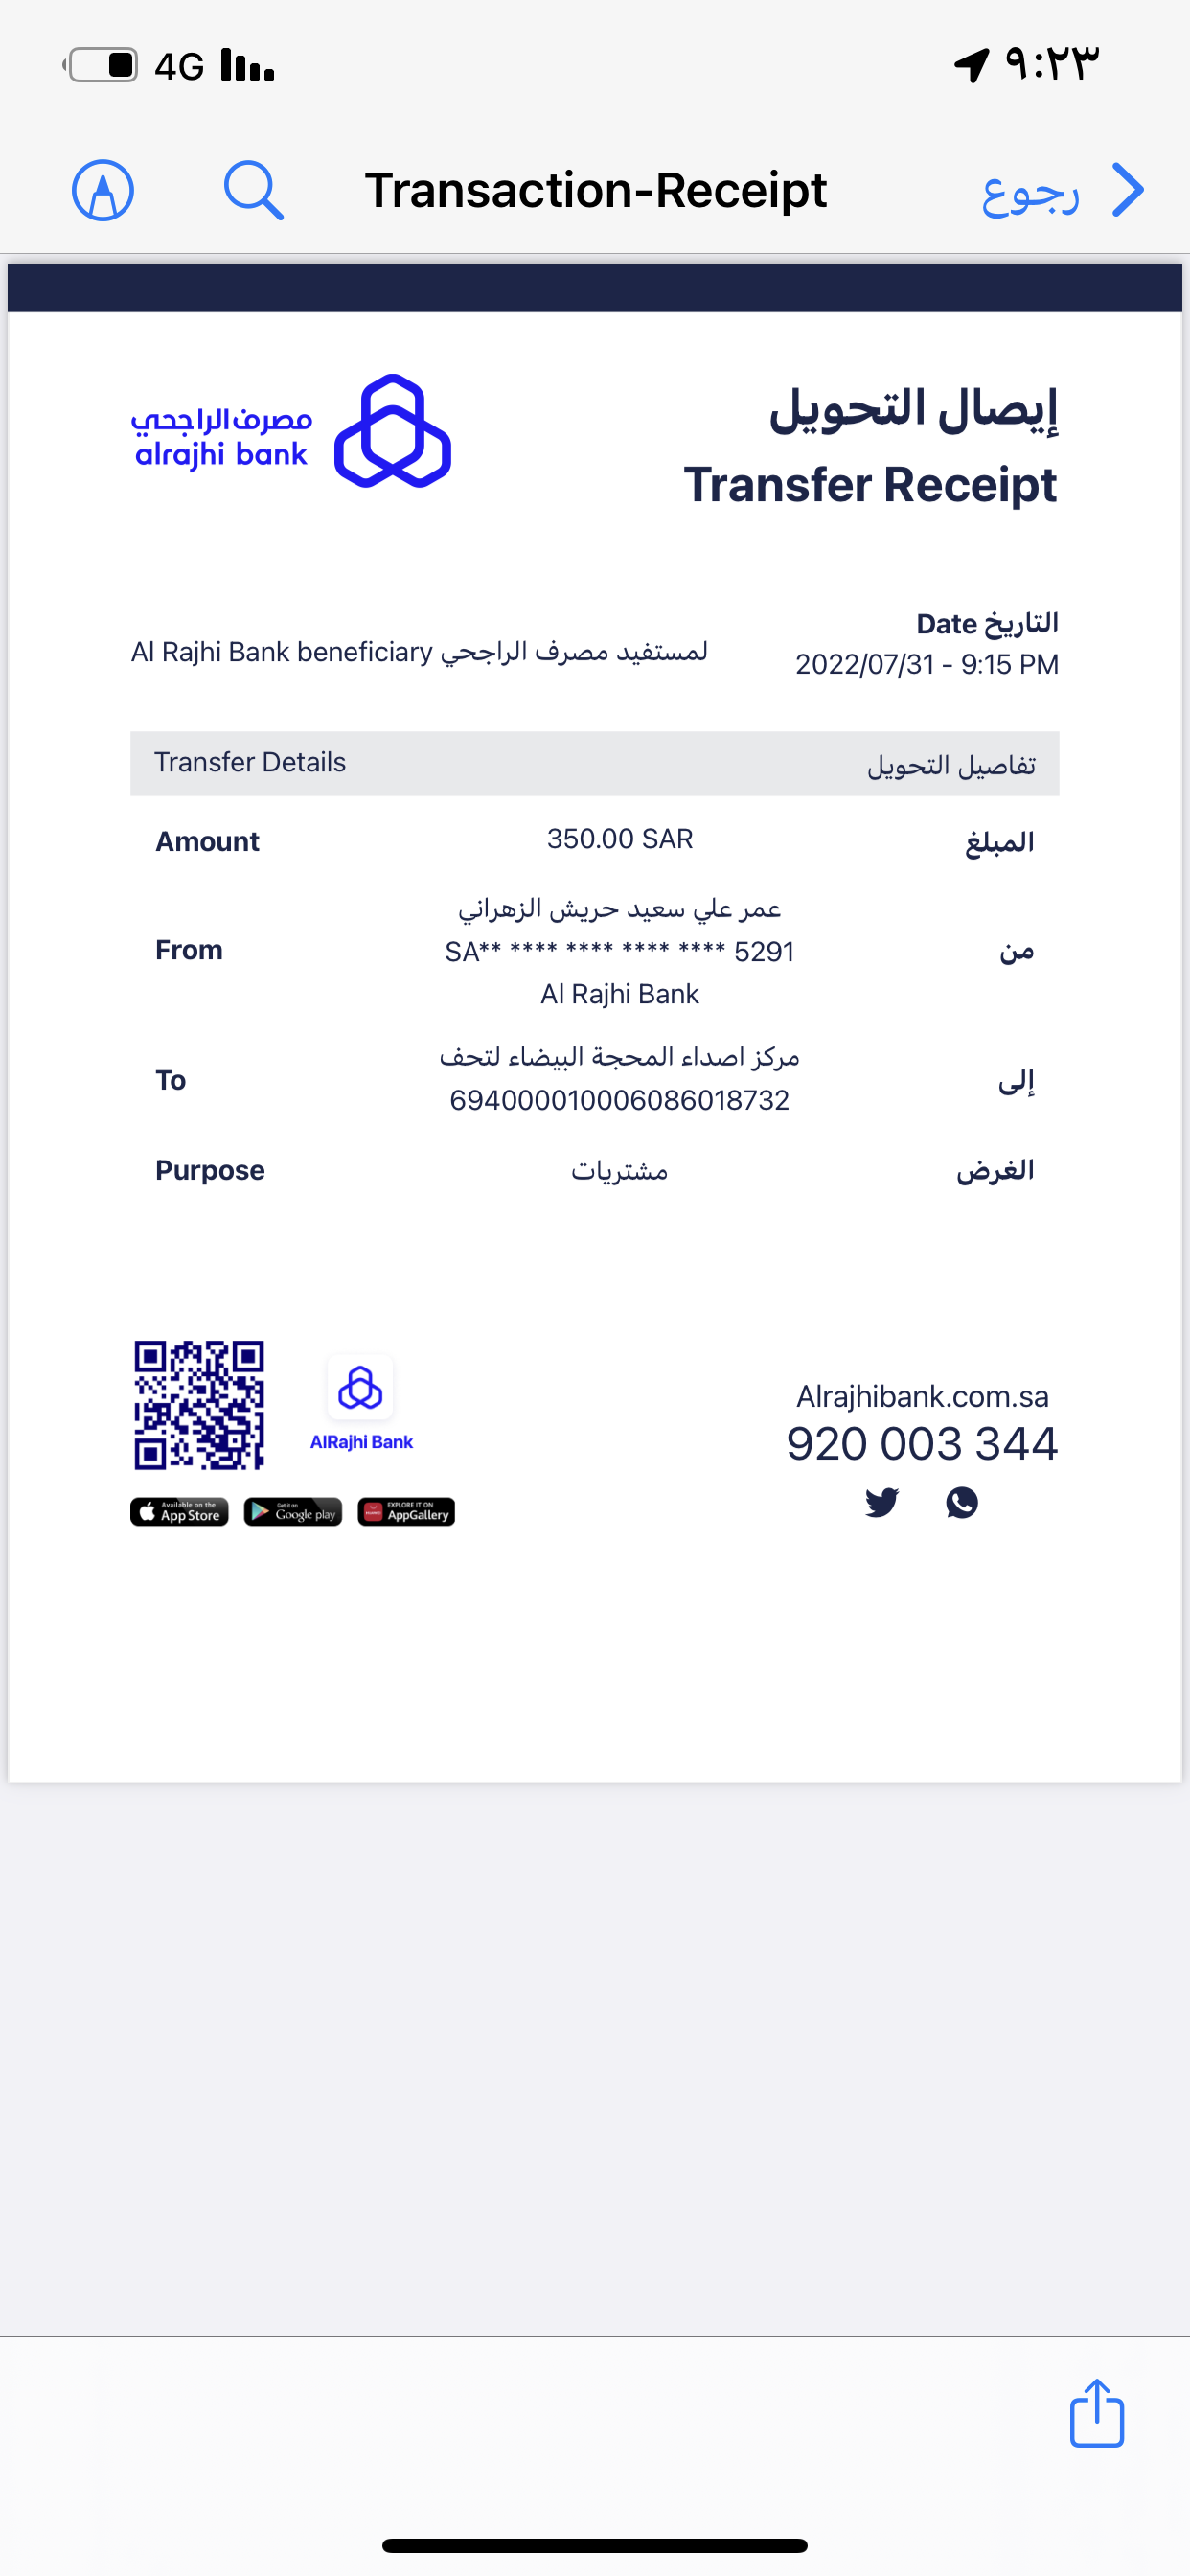 4G ٩:٢٣
Transaction-Receipt رجوع
مصرف الراجحي
alrajhi bank
إيصال التحويل
Transfer Receipt
التاريخ Date
2022/07/31 - 9:15 PM
Al Rajhi Bank beneficiary لمستفيد مصرف الراجحي
Transfer Details تفاصيل التحويل
Amount 350.00 SAR المبلغ
عمر علي سعيد حريش الزهراني
From SA** **** **** **** **** 5291 من
Al Rajhi Bank
مركز اصداء المحجة البيضاء لتحف
To إلى
694000010006086018732
Purpose مشتريات الغرض
AlRajhi Bank
Available on the
App Store
Get it on
Google play
HUAWEI
EXPLORE IT ON
AppGallery
Alrajhibank.com.sa
920 003 344